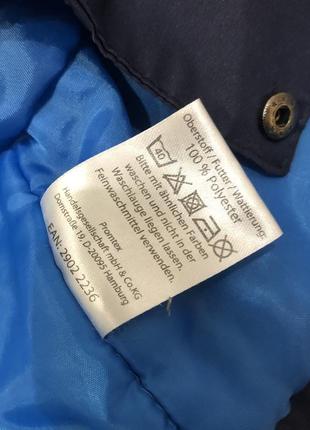 Oberstoff / Futter / Wattierung:
100 % Polyester
40
Bitte mit ähnlichen Farben
waschen und nicht in der
Waschlauge liegen lassen.
Feinwaschmittel verwenden.
Promtex
Handelsgesellschaft mbH & Co.KG
Domstraße 19, D-20095 Hamburg
EAN: 2902 2236